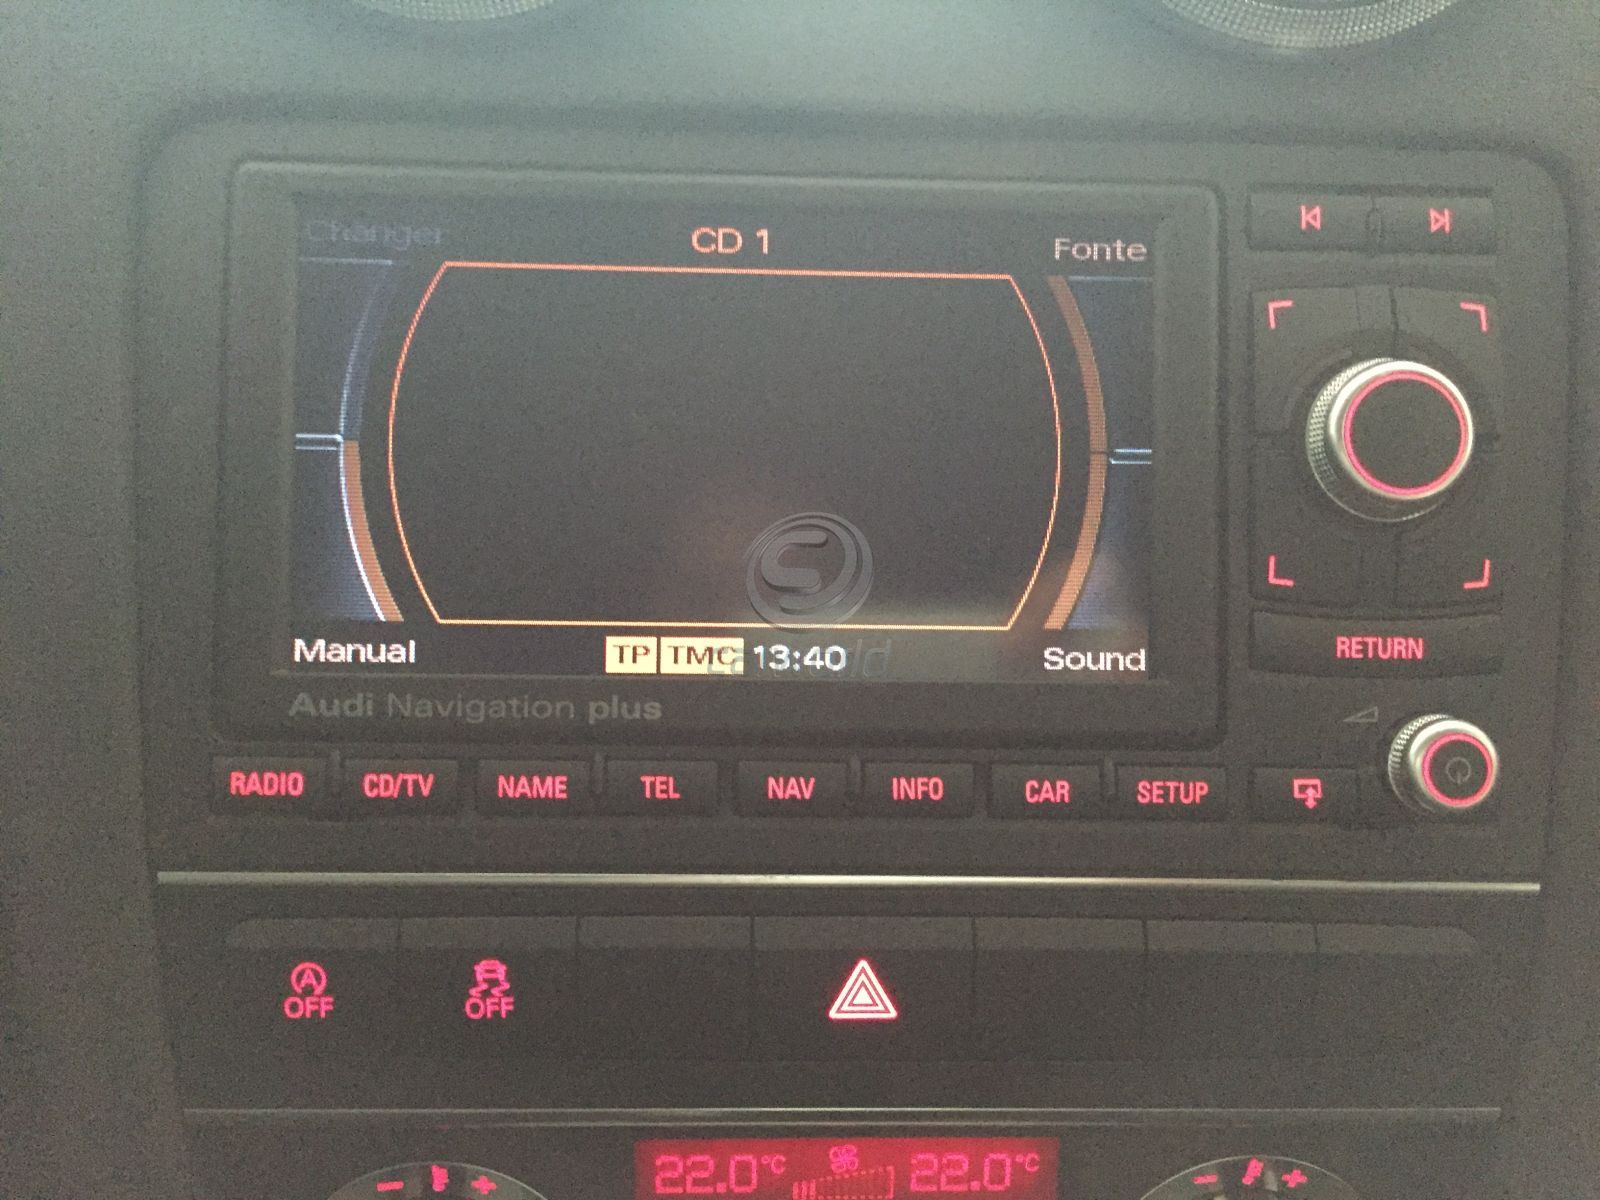 Changer CD 1 Fonte
Manual TP TMC 13:40 Sound
Audi Navigation plus
RETURN
RADIO CD/TV NAME TEL NAV INFO CAR SETUP
A OFF OFF
22.0°C 22.0°C